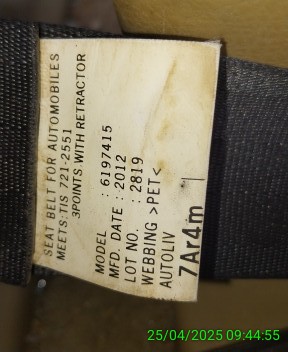 SEAT BELT FOR AUTOMOBILES
MEETS: TIS 721-2551
3POINTS WITH RETRACTOR
MODEL : 6197415
MFD. DATE : 2012
LOT NO. : 2819
WEBBING >PET<
AUTOLIV
7Ar4m
25/04/2025 09:44:55